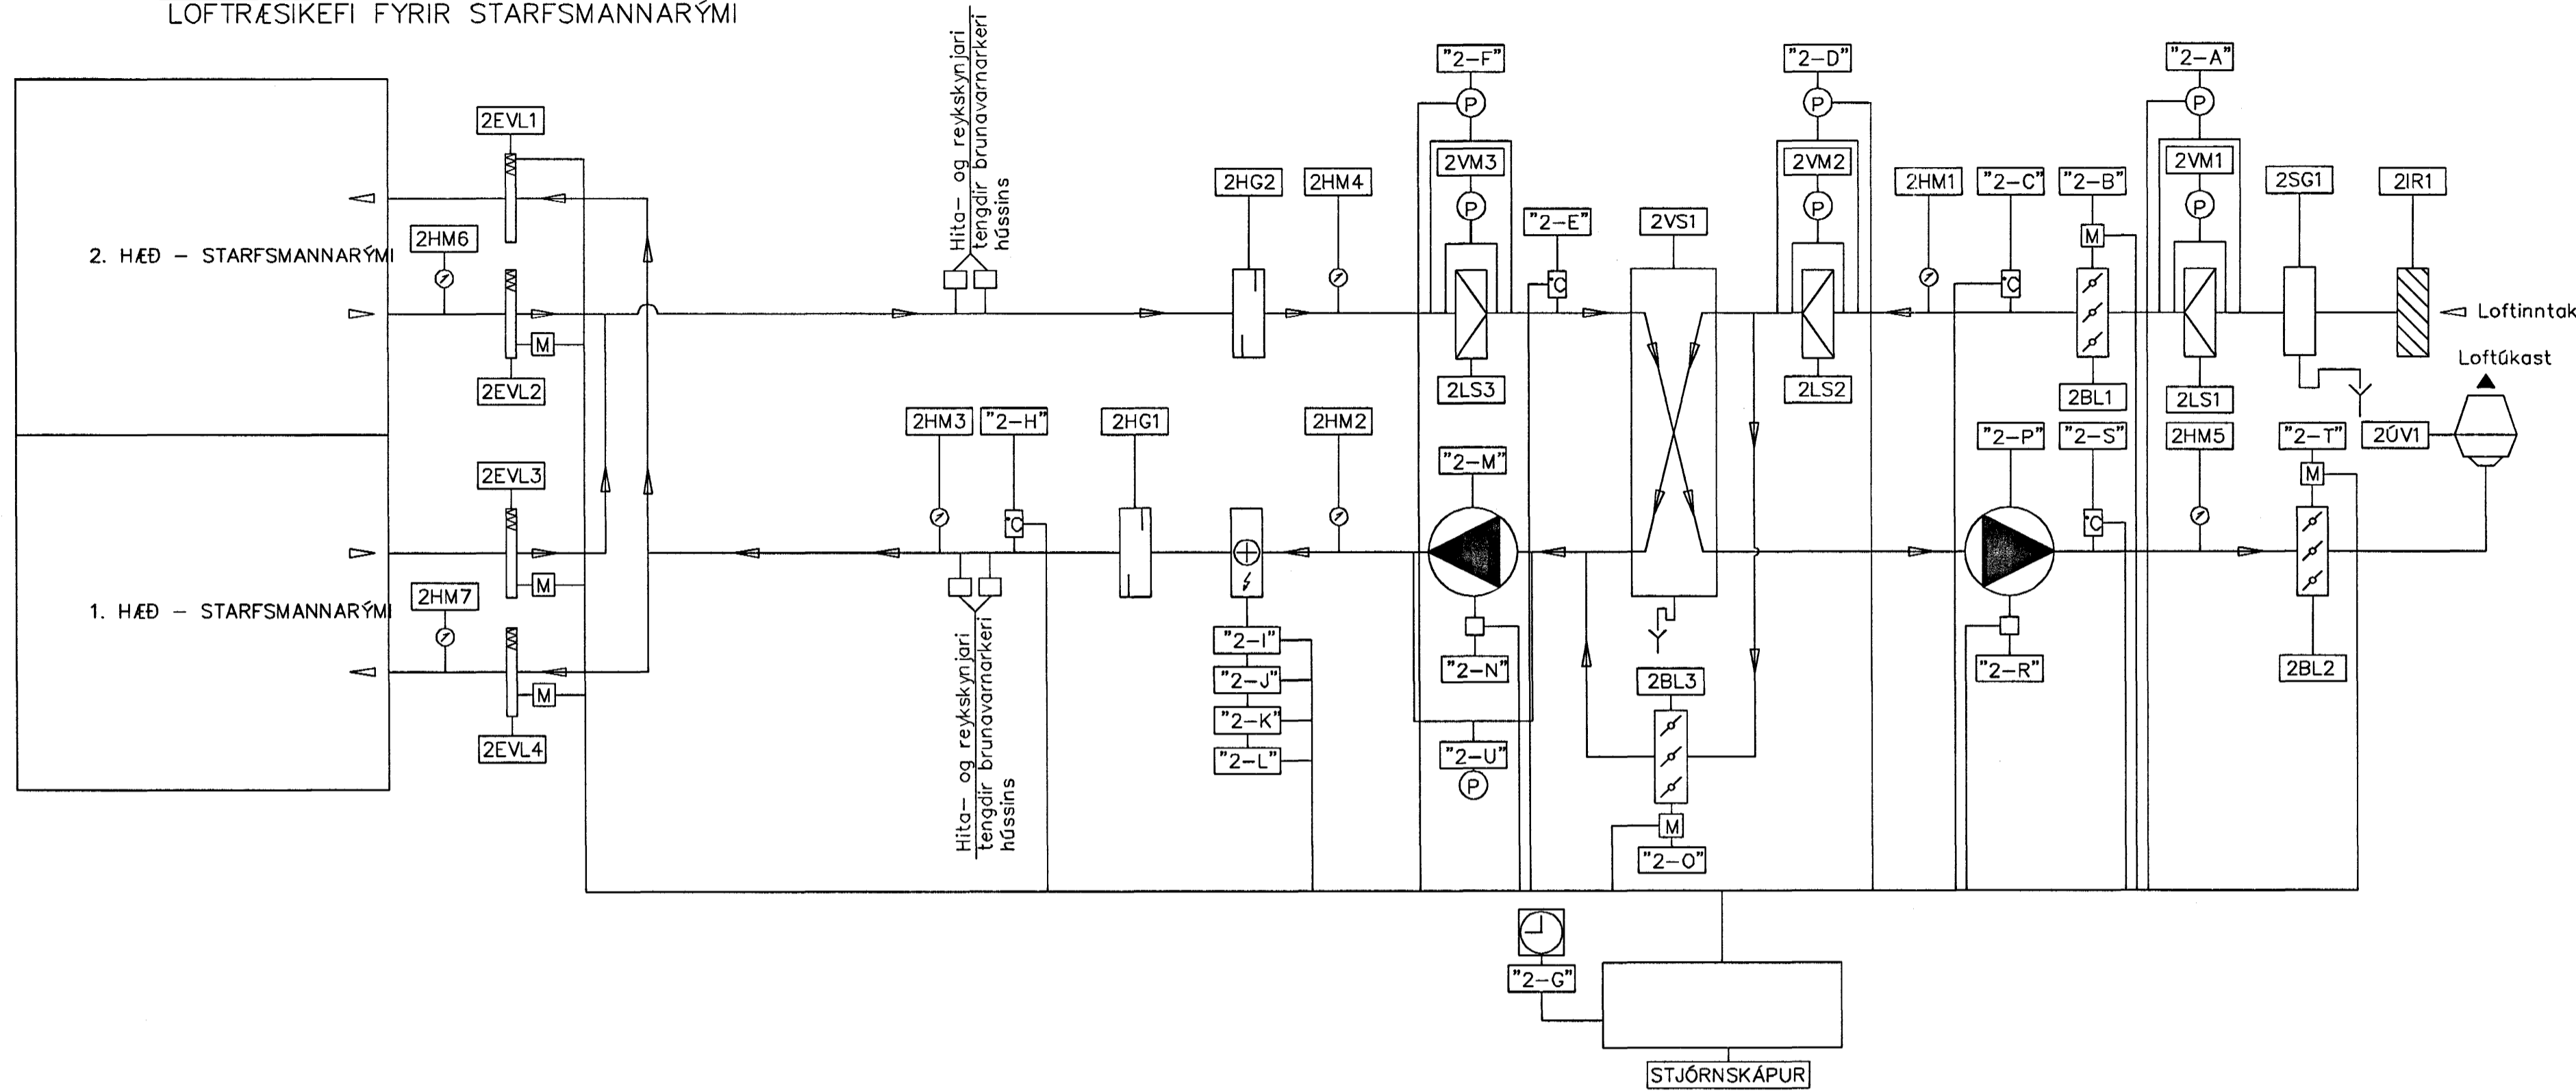 LOFTRÆSIKEFI FYRIR STARFSMANNARÝMI
"2-F"
"2-D"
"2-A"
P
P
P
2EVL1
Hita- og reykskynjari
tengdir brunavarnarkeri
hússins
2VM3
2VM2
2VM1
2HG2
2HM4
2HM1
"2-C"
"2-B"
2SG1
2IR1
P
P
P
"2-E"
2VS1
M
2HM6
2. HÆÐ - STARFSMANNARÝMI
°C
°C
Loftinntak
M
Loftúkast
2EVL2
2LS3
2LS2
2BL1
2LS1
2HM3
"2-H"
2HG1
2HM2
"2-P"
"2-S"
2HM5
"2-T"
2ÚV1
"2-M"
M
2EVL3
°C
°C
M
2HM7
1. HÆÐ - STARFSMANNARÝMI
Hita- og reykskynjari
tengdir brunavarnarkeri
hússins
"2-I"
"2-J"
"2-K"
"2-L"
"2-N"
"2-R"
2BL3
2BL2
M
2EVL4
"2-U"
P
M
"2-O"
"2-G"
STJÓRNSKÁPUR